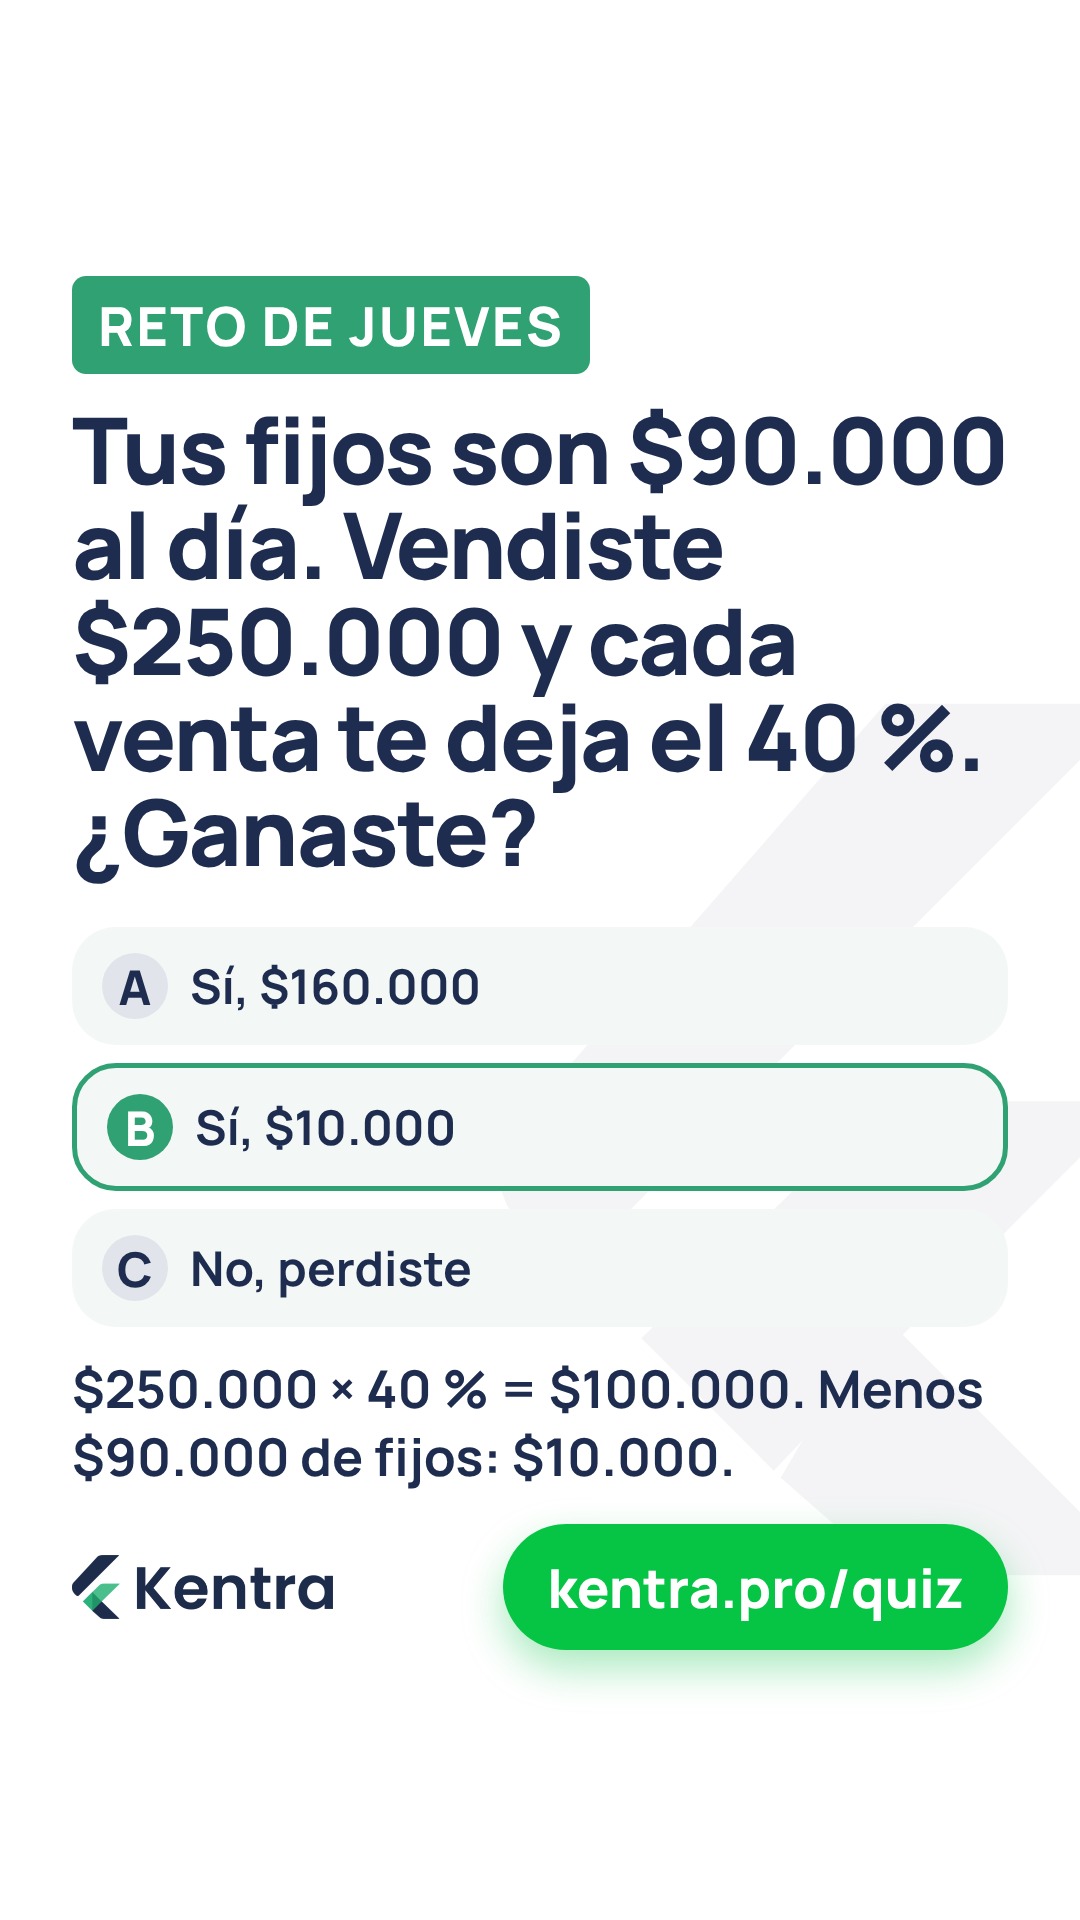 RETO DE JUEVES
Tus fijos son $90.000
al día. Vendiste
$250.000 y cada
venta te deja el 40 %.
¿Ganaste?
A Sí, $160.000
B Sí, $10.000
C No, perdiste
$250.000 × 40 % = $100.000. Menos
$90.000 de fijos: $10.000.
Kentra
kentra.pro/quiz